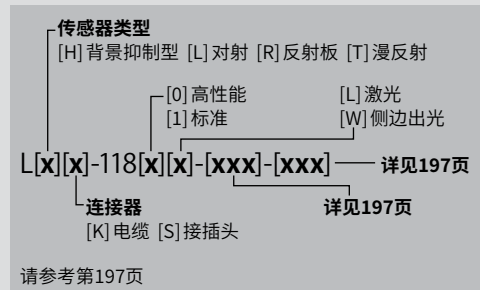 传感器类型
[H]背景抑制型 [L]对射 [R]反射板 [T]漫反射
[0]高性能 [L]激光
[1]标准 [W]侧边出光
L[x][x]-118[x][x]-[xxx]-[xxx] 详见197页
连接器 详见197页
[K]电缆 [S]接插头
请参考第197页